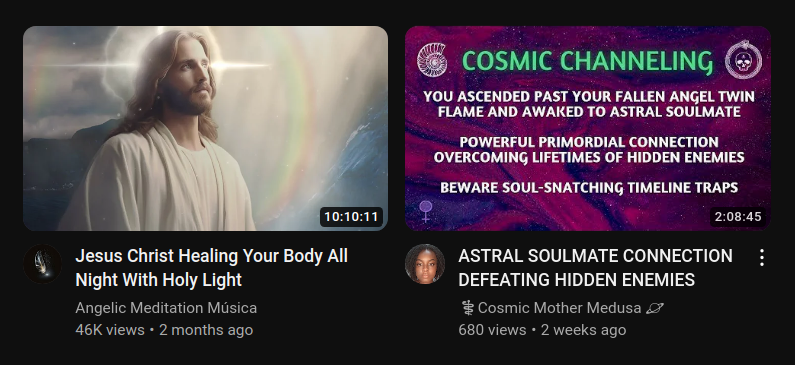 10:10:11
Jesus Christ Healing Your Body All
Night With Holy Light
Angelic Meditation Música
46K views • 2 months ago
COSMIC CHANNELING
YOU ASCENDED PAST YOUR FALLEN ANGEL TWIN
FLAME AND AWAKED TO ASTRAL SOULMATE
POWERFUL PRIMORDIAL CONNECTION
OVERCOMING LIFETIMES OF HIDDEN ENEMIES
BEWARE SOUL-SNATCHING TIMELINE TRAPS
2:08:45
ASTRAL SOULMATE CONNECTION
DEFEATING HIDDEN ENEMIES
⚕Cosmic Mother Medusa 🪐
680 views • 2 weeks ago